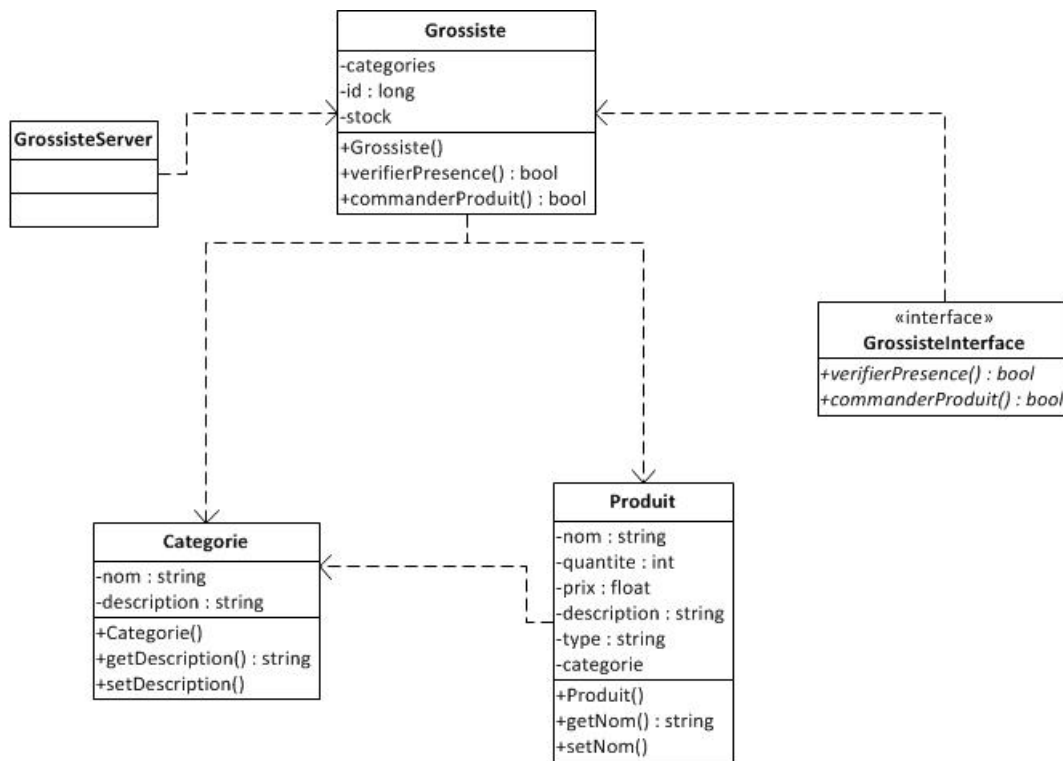 Grossiste
-categories
-id : long
-stock
+Grossiste()
+verifierPresence() : bool
+commanderProduit() : bool
GrossisteServer
«interface»
GrossisteInterface
+verifierPresence() : bool
+commanderProduit() : bool
Categorie
-nom : string
-description : string
+Categorie()
+getDescription() : string
+setDescription()
Produit
-nom : string
-quantite : int
-prix : float
-description : string
-type : string
-categorie
+Produit()
+getNom() : string
+setNom()